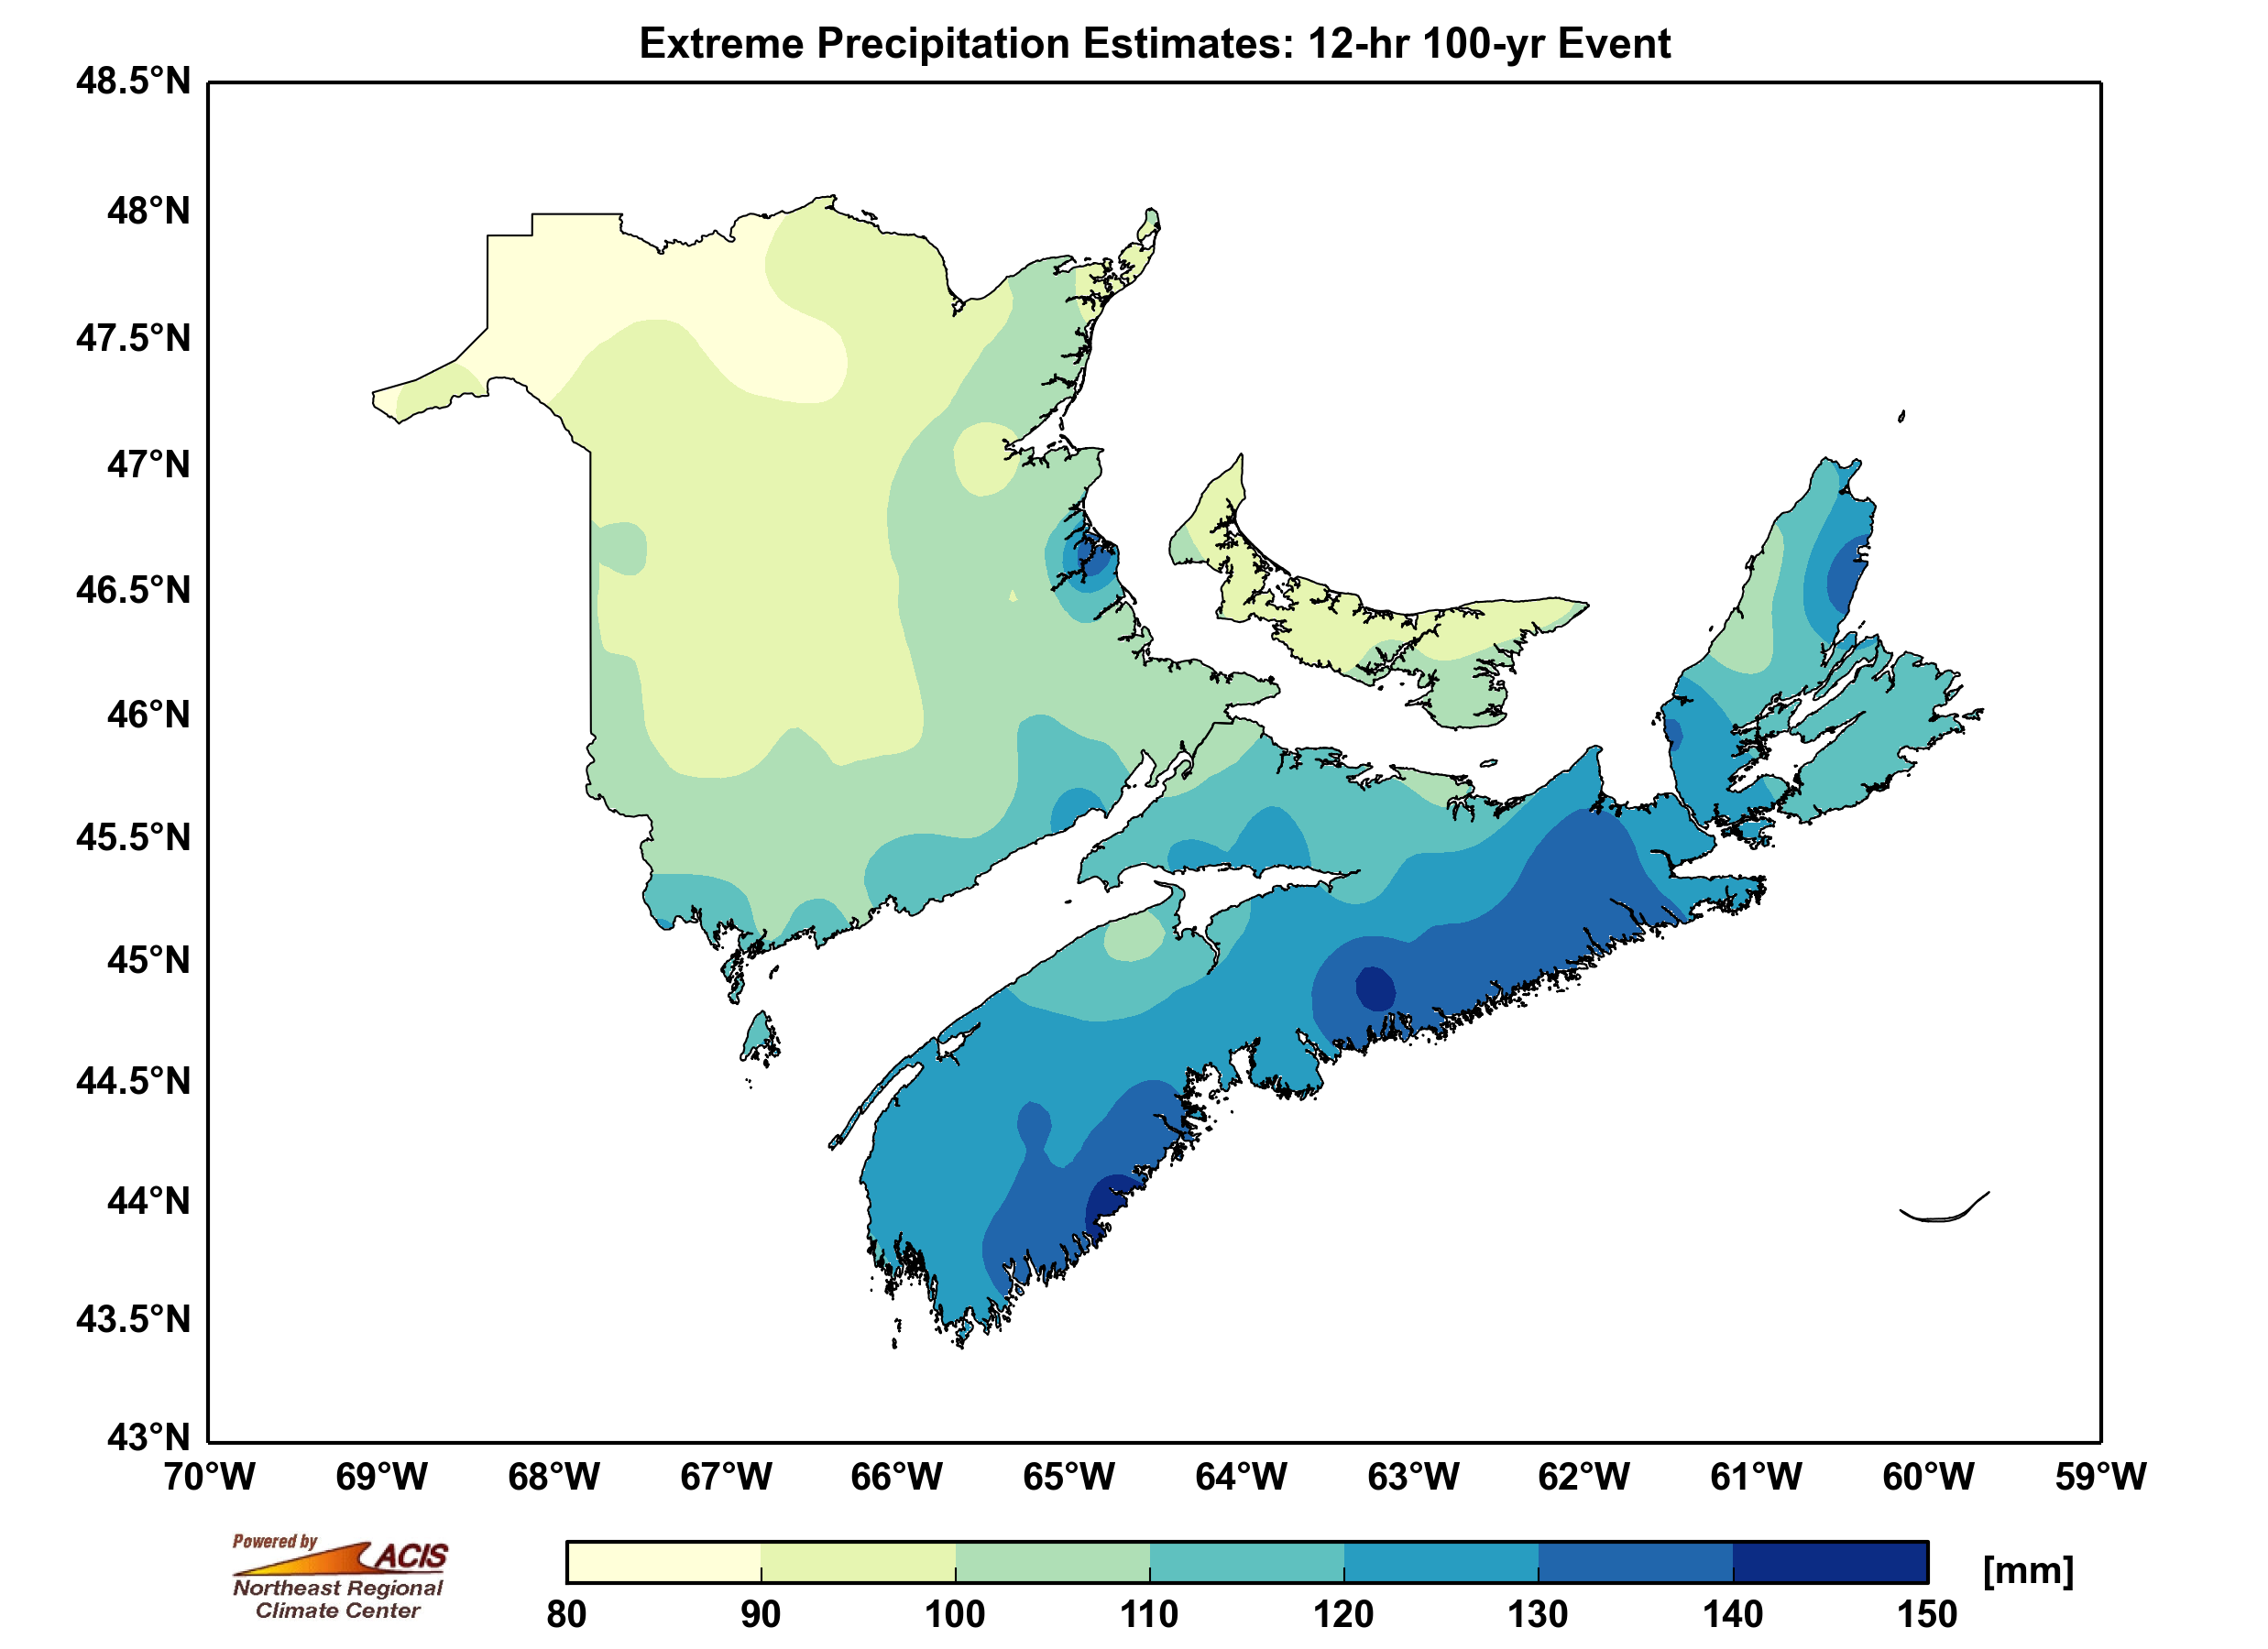 Extreme Precipitation Estimates: 12-hr 100-yr Event
48.5°N
48°N
47.5°N
47°N
46.5°N
46°N
45.5°N
45°N
44.5°N
44°N
43.5°N
43°N
70°W 69°W 68°W 67°W 66°W 65°W 64°W 63°W 62°W 61°W 60°W 59°W
Powered by
ACIS
Northeast Regional
Climate Center
[mm]
80 90 100 110 120 130 140 150